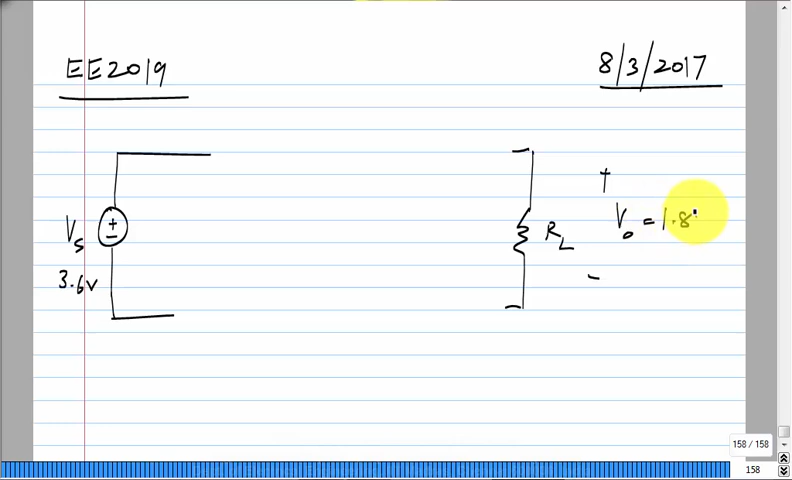 EE2019
8/3/2017
+
Vs
+
-
3.6V
RL
Vo = 1.8
-
158 / 158
158